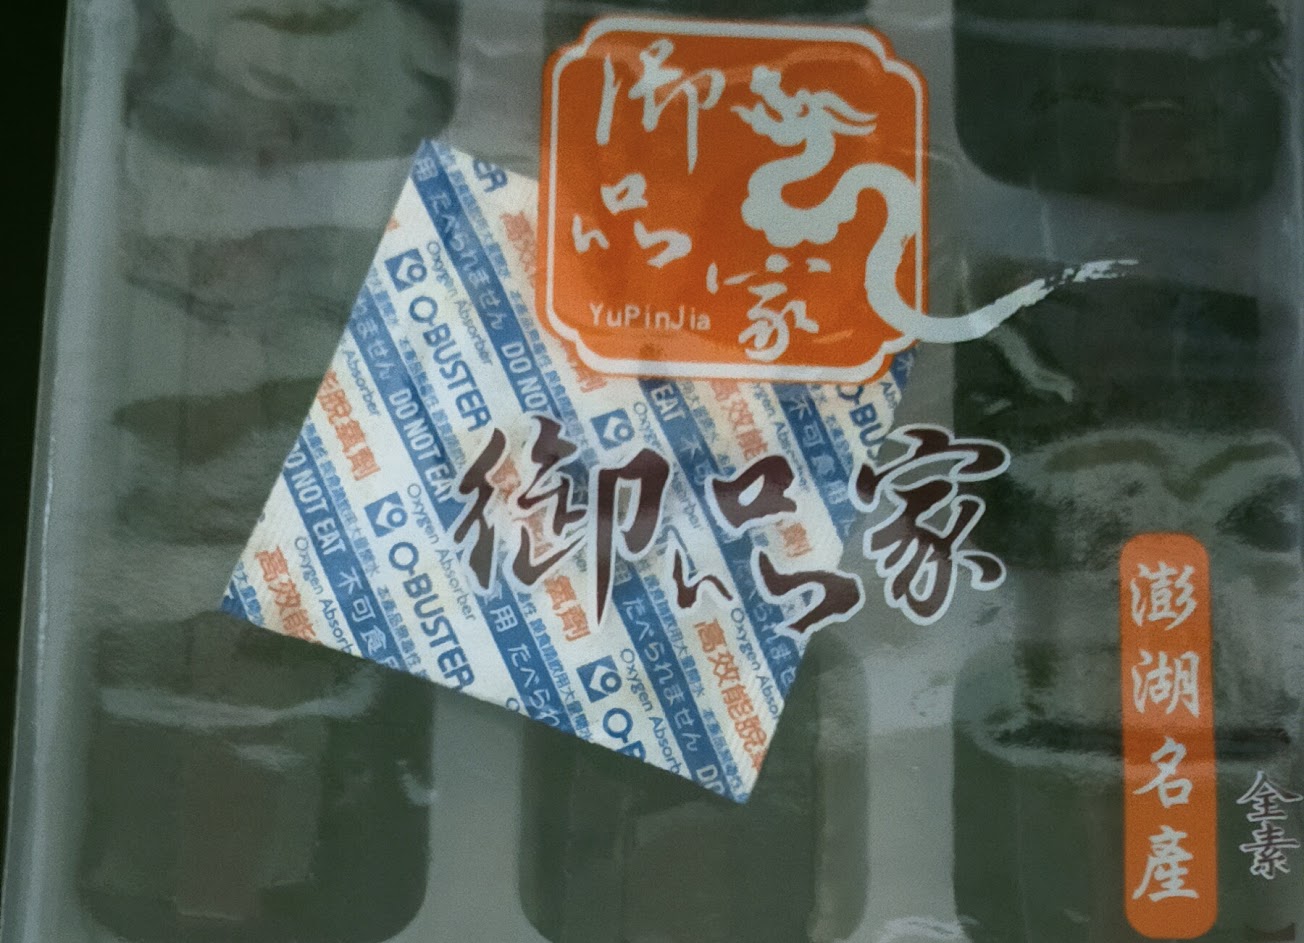 御
品
家
YuPinJia
御品家
澎湖名產
全素
O-BUSTER
Oxygen Absorber
DO NOT EAT
不可食用
たべられません
高效能脫氧劑